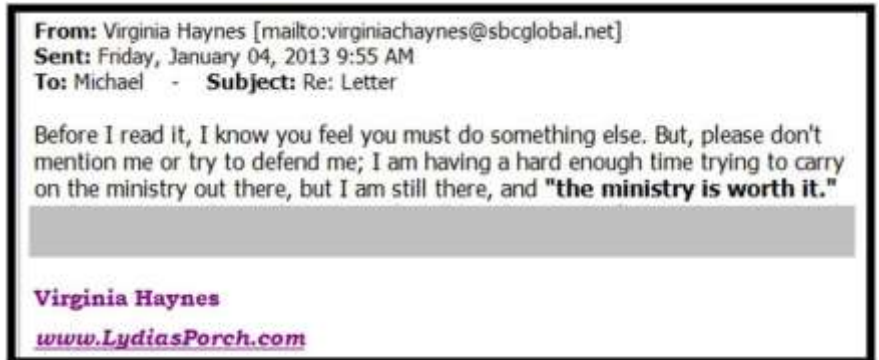 From: Virginia Haynes [mailto:virginiachaynes@sbcglobal.net]
Sent: Friday, January 04, 2013 9:55 AM
To: Michael - Subject: Re: Letter
Before I read it, I know you feel you must do something else. But, please don't
mention me or try to defend me; I am having a hard enough time trying to carry
on the ministry out there, but I am still there, and "the ministry is worth it."
Virginia Haynes
www.LydiasPorch.com